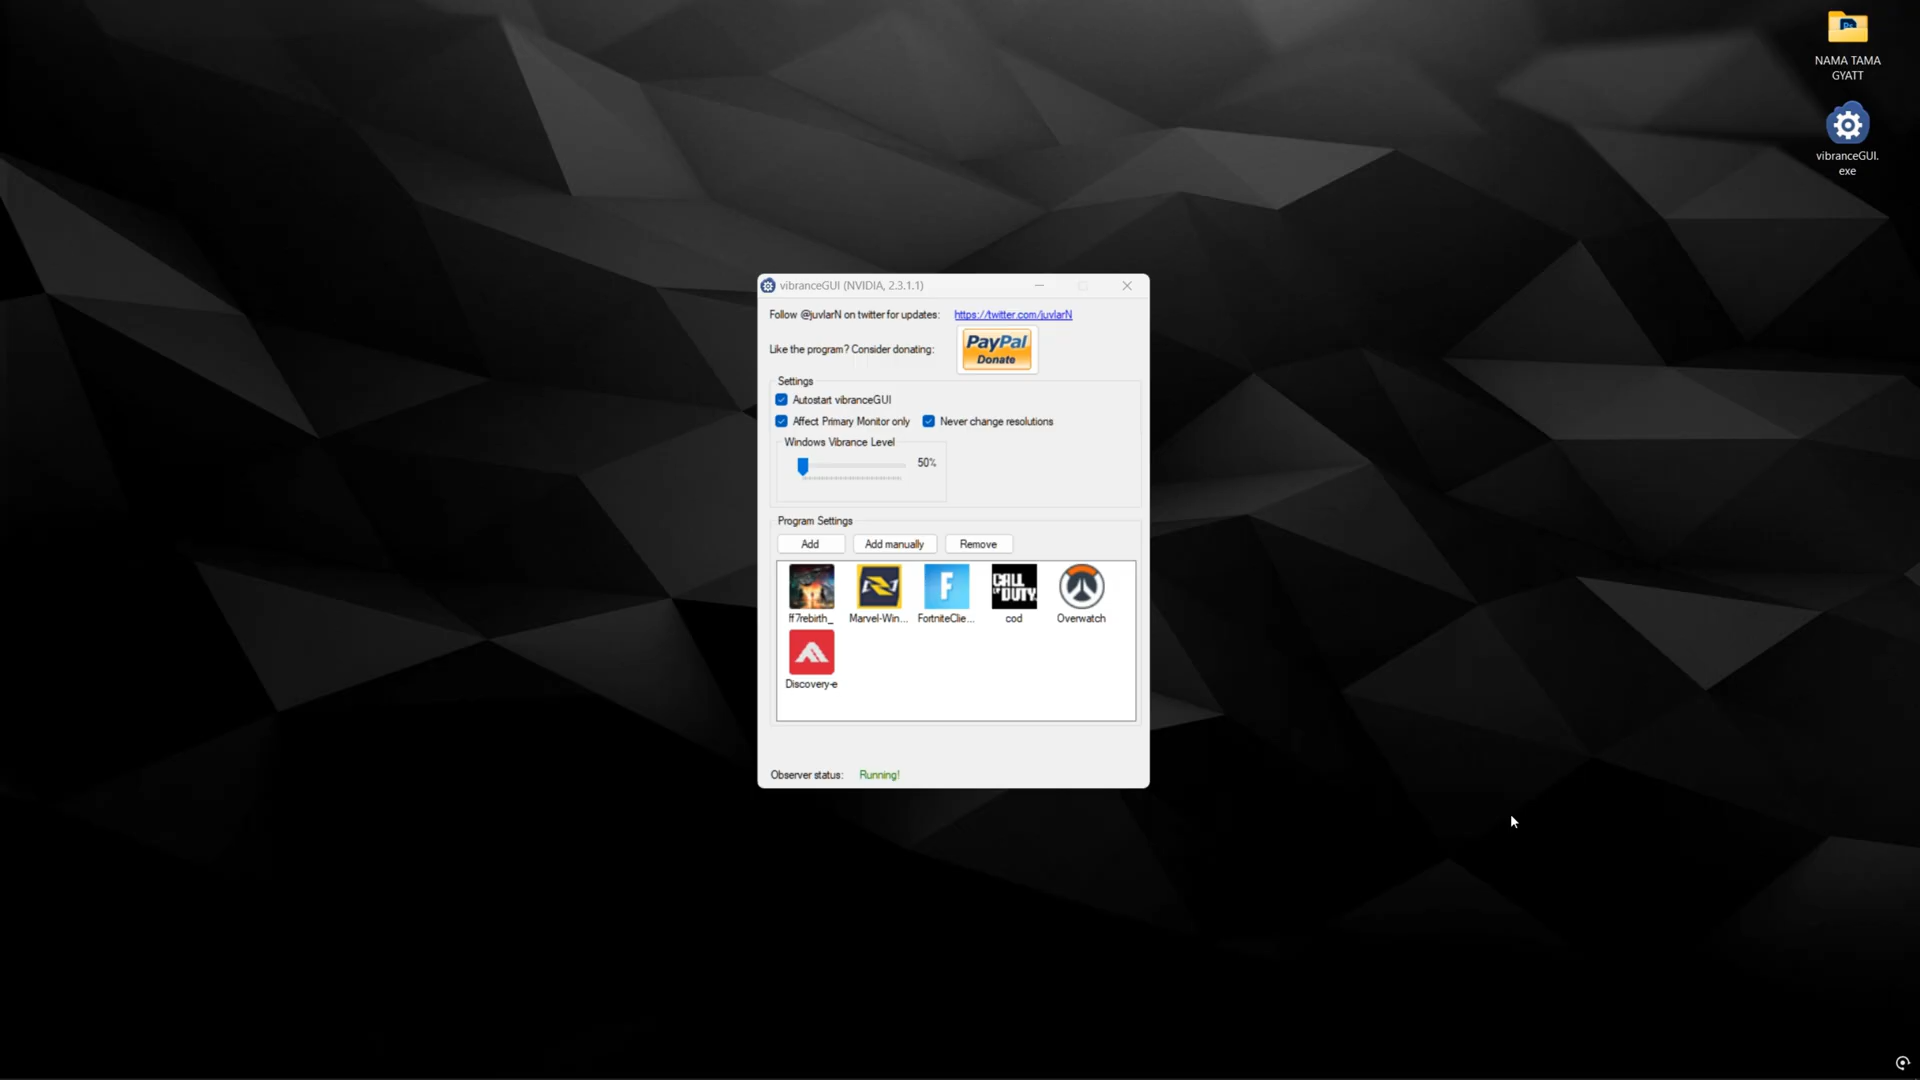 NAMA TAMA
GYATT
vibranceGUI.
exe
vibranceGUI (NVIDIA, 2.3.1.1)
Follow @juvlarN on twitter for updates: https://twitter.com/juvlarN
Like the program? Consider donating: PayPal
Donate
Settings
Autostart vibranceGUI
Affect Primary Monitor only Never change resolutions
Windows Vibrance Level
50%
Program Settings
Add Add manually Remove
F CALL
OF DUTY
ff7rebirth_ Marvel-Win... FortniteClie... cod Overwatch
Discovery-e
Observer status: Running!